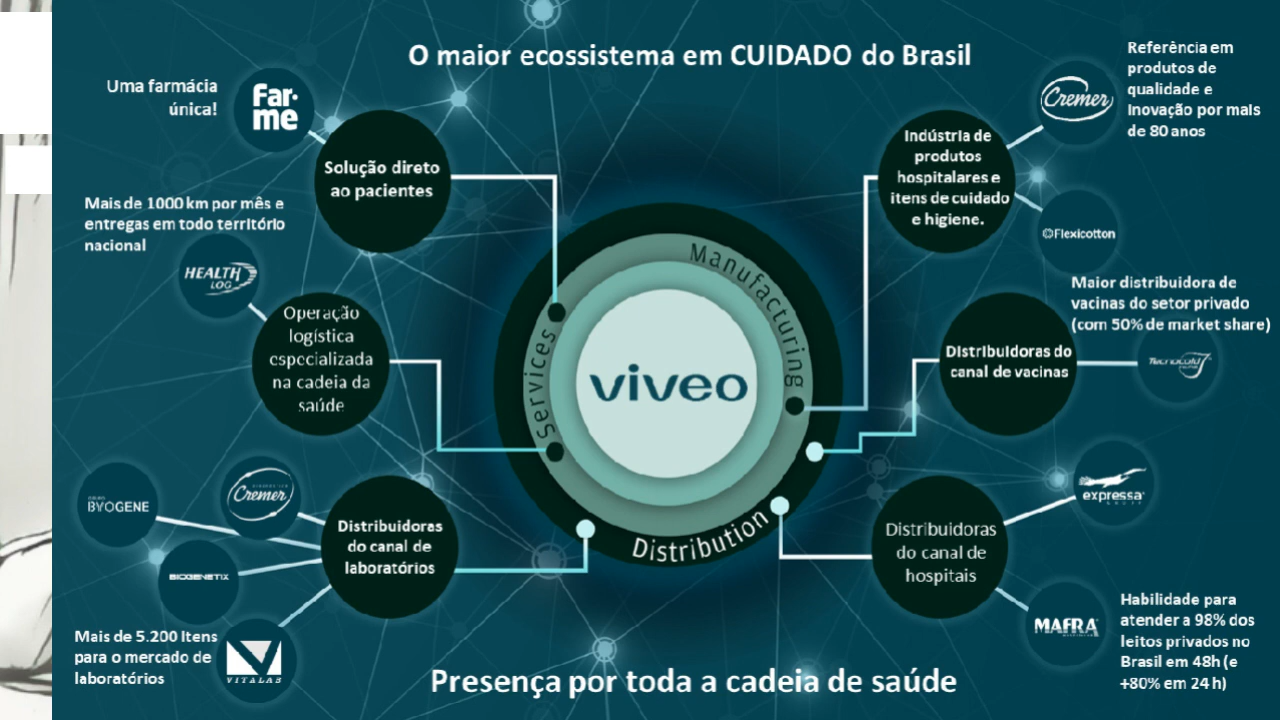 O maior ecossistema em CUIDADO do Brasil
Uma farmácia
única!
Far.
me
Solução direto
ao pacientes
Mais de 1000 km por mês e
entregas em todo território
nacional
HEALTH
LOG
Operação
logística
especializada
na cadeia da
saúde
BYOGENE
Cremer
BIOGENETIX
Distribuidoras
do canal de
laboratórios
Mais de 5.200 Itens
para o mercado de
laboratórios
VITALAB
Services
Manufacturing
Distribution
viveo
Indústria de
produtos
hospitalares e
itens de cuidado
e higiene.
Cremer
Referência em
produtos de
qualidade e
Inovação por mais
de 80 anos
Flexicotton
Maior distribuidora de
vacinas do setor privado
(com 50% de market share)
Distribuidoras do
canal de vacinas
Tecnocold
Distribuidoras
do canal de
hospitais
expressa
MAFRA
Habilidade para
atender a 98% dos
leitos privados no
Brasil em 48h (e
+80% em 24 h)
Presença por toda a cadeia de saúde